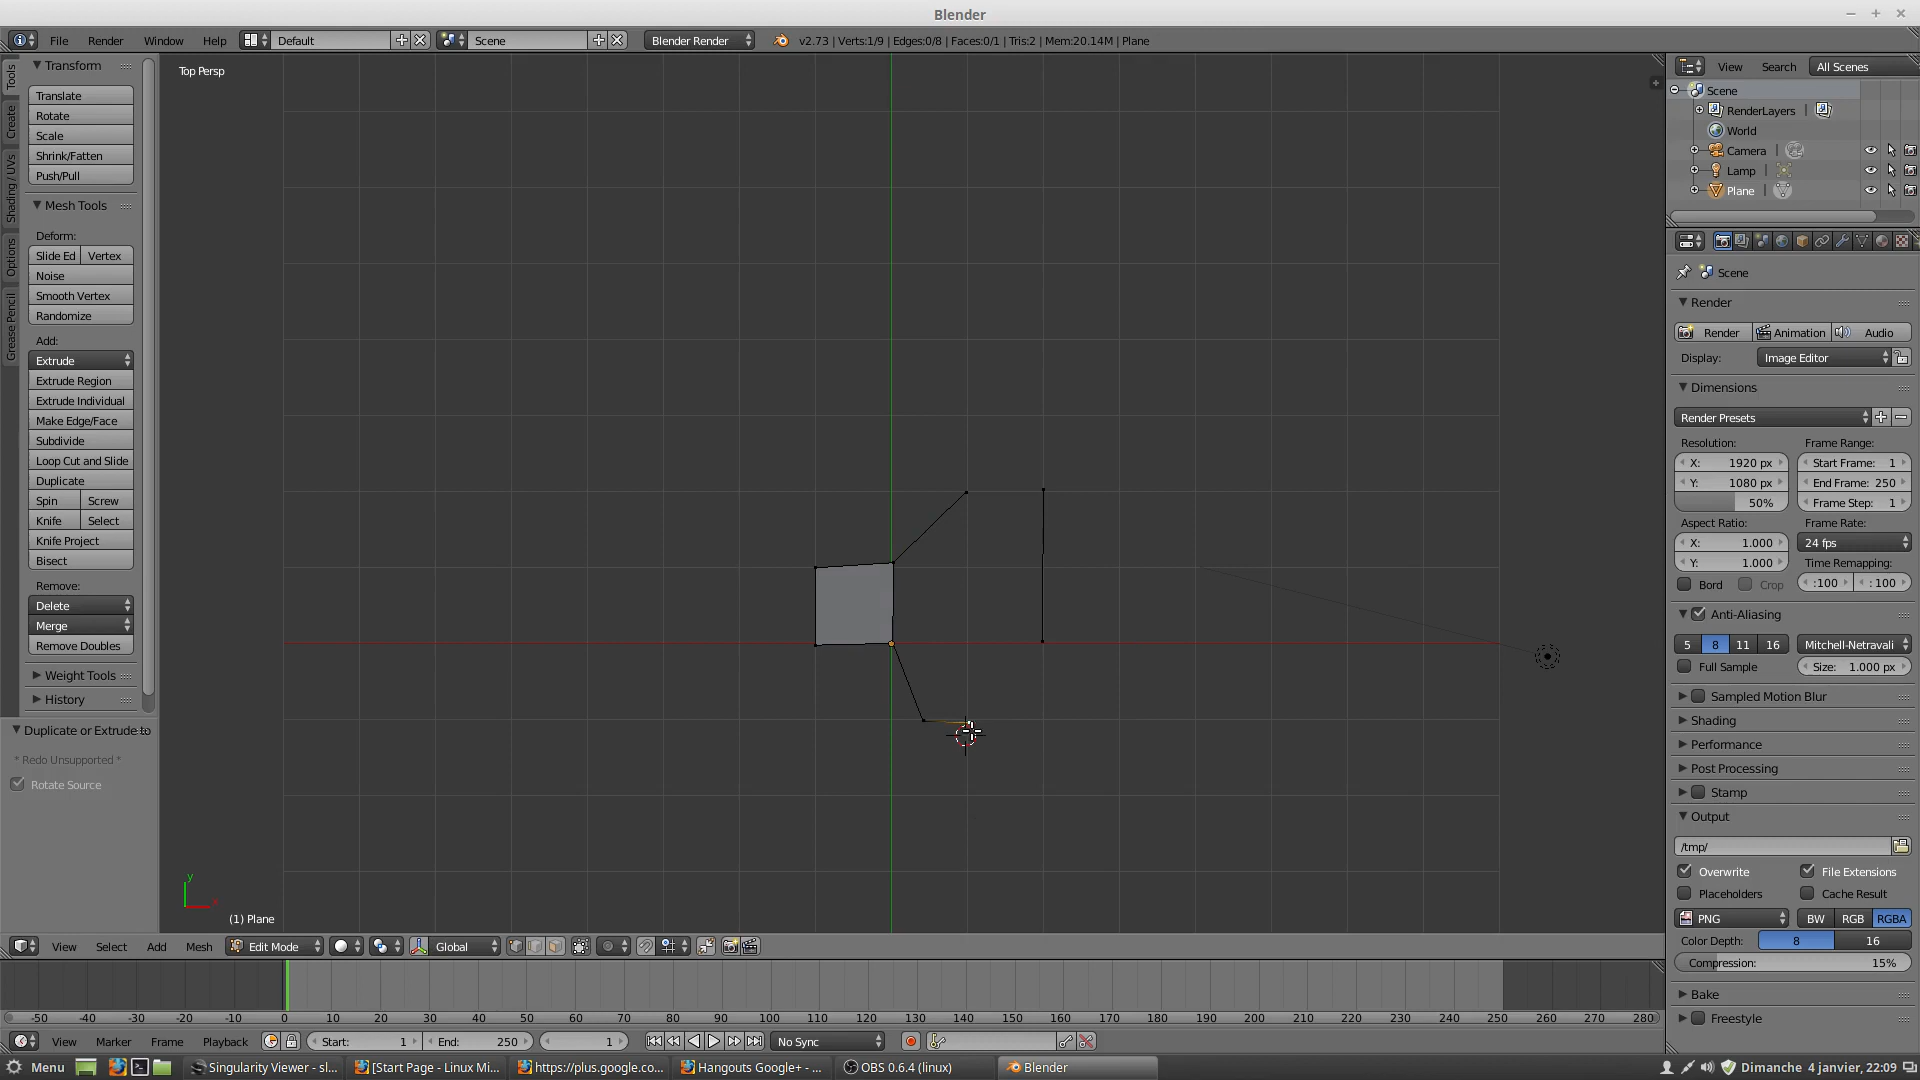 Blender
File Render Window Help Default Scene Blender Render v2.73 | Verts:1/9 | Edges:0/8 | Faces:0/1 | Tris:2 | Mem:20.14M | Plane
Tools
Create
Shading / UVs
Options
Grease Pencil
Transform
Translate
Rotate
Scale
Shrink/Fatten
Push/Pull
Mesh Tools
Deform:
Slide Ed Vertex
Noise
Smooth Vertex
Randomize
Add:
Extrude
Extrude Region
Extrude Individual
Make Edge/Face
Subdivide
Loop Cut and Slide
Duplicate
Spin Screw
Knife Select
Knife Project
Bisect
Remove:
Delete
Merge
Remove Doubles
Weight Tools
History
Duplicate or Extrude to
* Redo Unsupported *
Rotate Source
Top Persp
y
(1) Plane
View Select Add Mesh Edit Mode Global
-50 -40 -30 -20 -10 0 10 20 30 40 50 60 70 80 90 100 110 120 130 140 150 160 170 180 190 200 210 220 230 240 250 260 270 280
View Marker Frame Playback Start: 1 End: 250 1 No Sync
View Search All Scenes
Scene
RenderLayers |
World
Camera |
Lamp |
Plane |
Scene
Render
Render Animation Audio
Display: Image Editor
Dimensions
Render Presets
Resolution: Frame Range:
X: 1920 px Start Frame: 1
Y: 1080 px End Frame: 250
50% Frame Step: 1
Aspect Ratio: Frame Rate:
X: 1.000 24 fps
Y: 1.000 Time Remapping:
Bord Crop :100 : 100
Anti-Aliasing
5 8 11 16 Mitchell-Netravali
Full Sample Size: 1.000 px
Sampled Motion Blur
Shading
Performance
Post Processing
Stamp
Output
/tmp/
Overwrite File Extensions
Placeholders Cache Result
PNG BW RGB RGBA
Color Depth: 8 16
Compression: 15%
Bake
Freestyle
Menu Singularity Viewer - sl... [Start Page - Linux Mi... https://plus.google.co... Hangouts Google+ - ... OBS 0.6.4 (linux) Blender Dimanche 4 janvier, 22:09